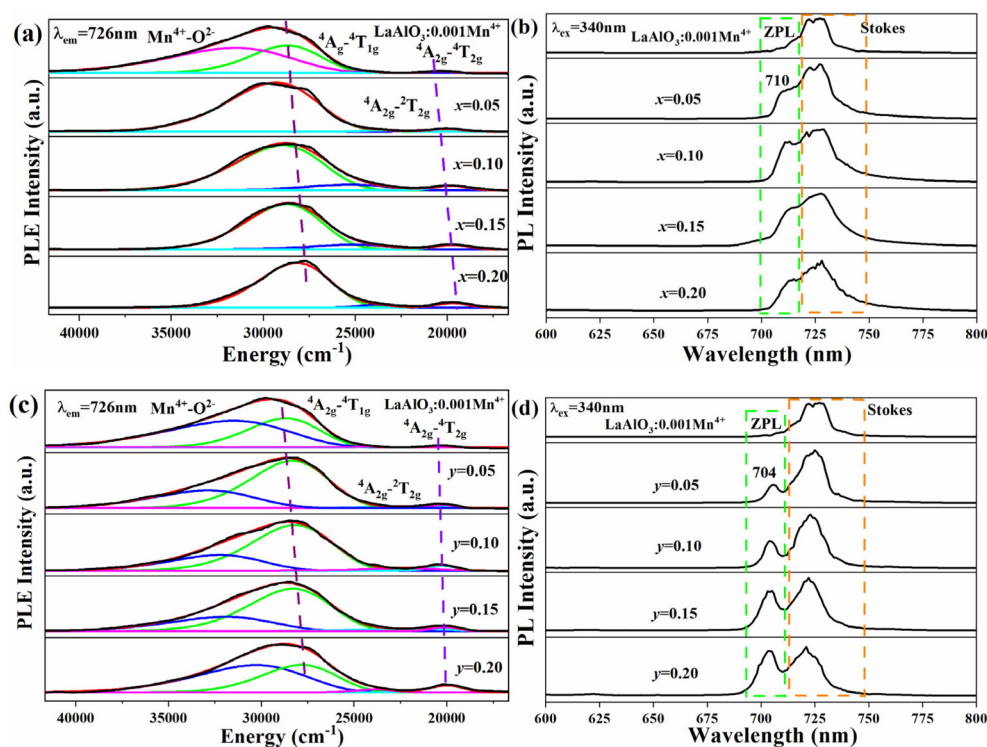 (a) λem=726nm Mn⁴⁺-O²⁻ LaAlO₃:0.001Mn⁴⁺
⁴Ag-⁴T1g
⁴A2g-⁴T2g
⁴A2g-²T2g
x=0.05
x=0.10
x=0.15
x=0.20
PLE Intensity (a.u.)
40000 35000 30000 25000 20000
Energy (cm⁻¹)
(b) λex=340nm LaAlO₃:0.001Mn⁴⁺ ZPL Stokes
710
x=0.05
x=0.10
x=0.15
x=0.20
PL Intensity (a.u.)
600 625 650 675 700 725 750 775 800
Wavelength (nm)
(c) λem=726nm Mn⁴⁺-O²⁻ ⁴A2g-⁴T1g LaAlO₃:0.001Mn⁴⁺
⁴A2g-⁴T2g
⁴A2g-²T2g
y=0.05
y=0.10
y=0.15
y=0.20
PLE Intensity (a.u.)
40000 35000 30000 25000 20000
Energy (cm⁻¹)
(d) λex=340nm LaAlO₃:0.001Mn⁴⁺ ZPL Stokes
704
y=0.05
y=0.10
y=0.15
y=0.20
PL Intensity (a.u.)
600 625 650 675 700 725 750 775 800
Wavelength (nm)